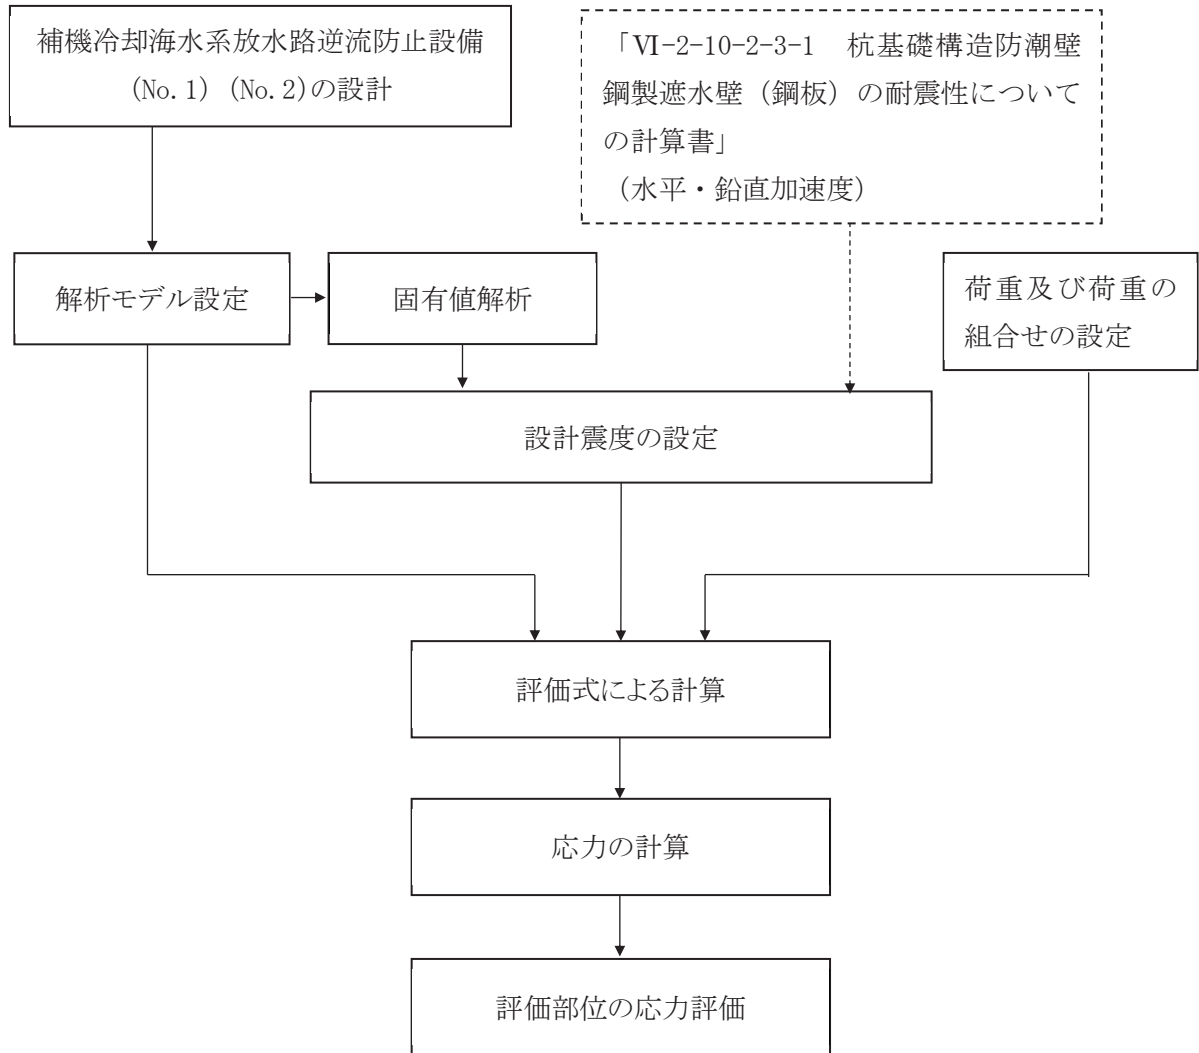 補機冷却海水系放水路逆流防止設備
(No.1) (No.2)の設計
「Ⅵ-2-10-2-3-1　杭基礎構造防潮壁
鋼製遮水壁（鋼板）の耐震性について
の計算書」
（水平・鉛直加速度）
解析モデル設定
固有値解析
荷重及び荷重の
組合せの設定
設計震度の設定
評価式による計算
応力の計算
評価部位の応力評価